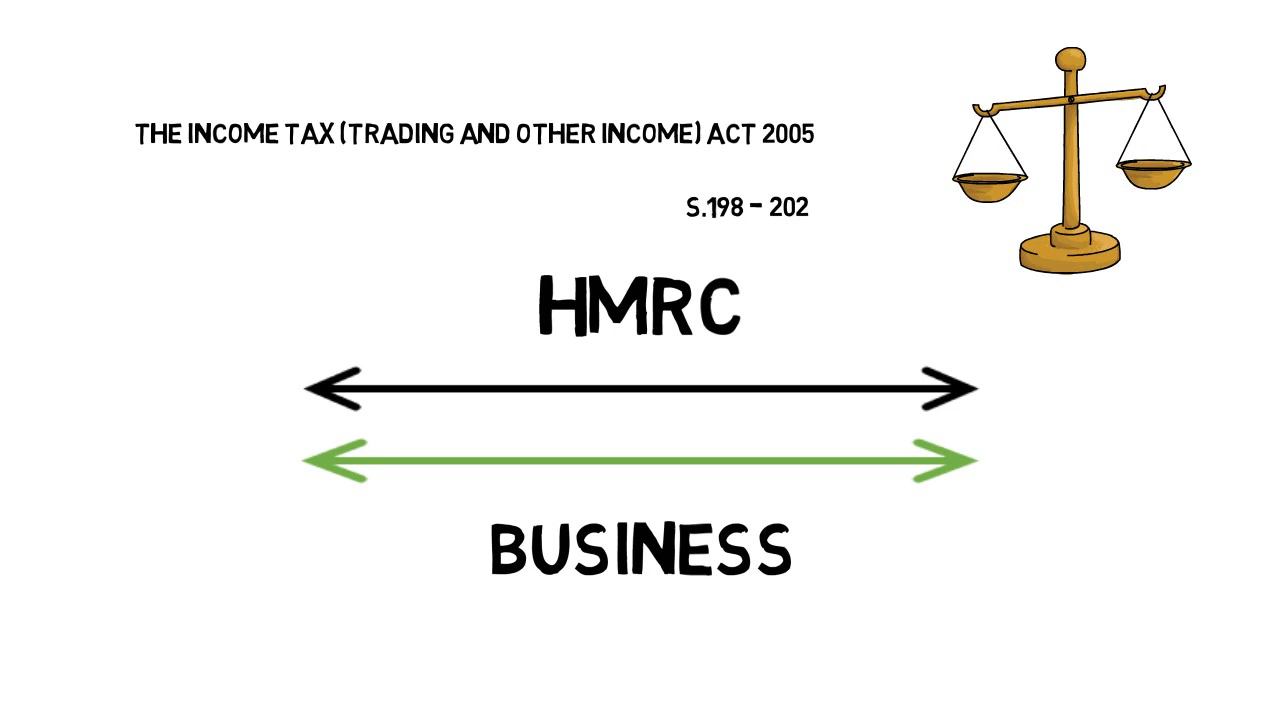 THE INCOME TAX (TRADING AND OTHER INCOME) ACT 2005
S.198 - 202
HMRC
BUSINESS